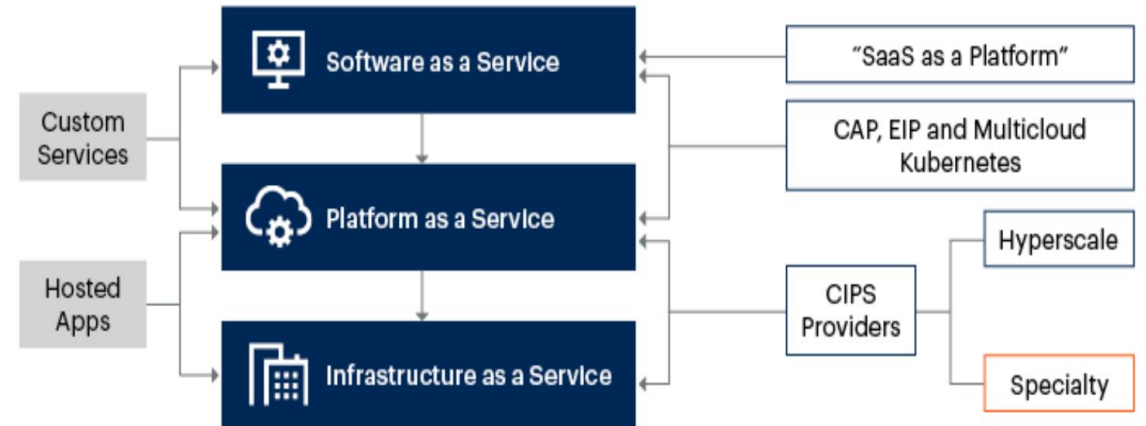 Software as a Service
"SaaS as a Platform"
Custom
Services
CAP, EIP and Multicloud
Kubernetes
Platform as a Service
Hyperscale
Hosted
Apps
CIPS
Providers
Infrastructure as a Service
Specialty